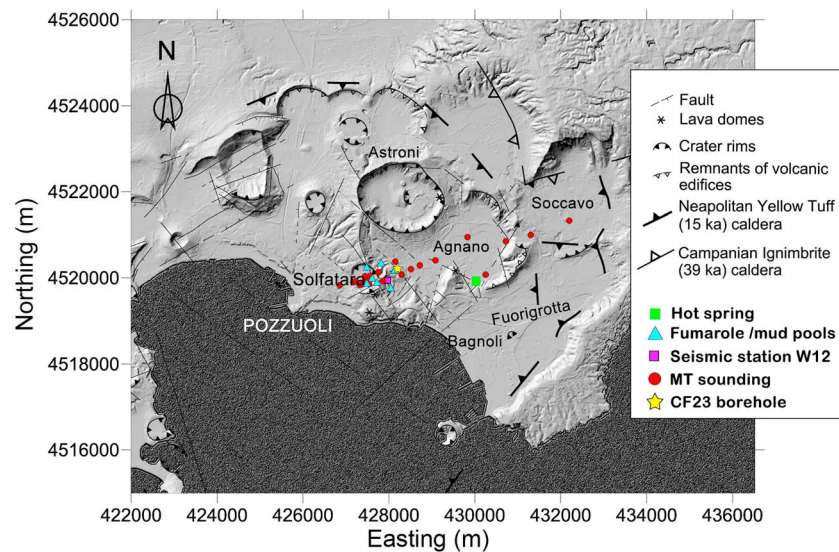 4526000
4524000
4522000
4520000
4518000
4516000
Northing (m)
N
Astroni
Soccavo
Agnano
Solfatara
POZZUOLI
Fuorigrotta
Bagnoli
Fault
Lava domes
Crater rims
Remnants of volcanic
edifices
Neapolitan Yellow Tuff
(15 ka) caldera
Campanian Ignimbrite
(39 ka) caldera
Hot spring
Fumarole /mud pools
Seismic station W12
MT sounding
CF23 borehole
422000 424000 426000 428000 430000 432000 434000 436000
Easting (m)